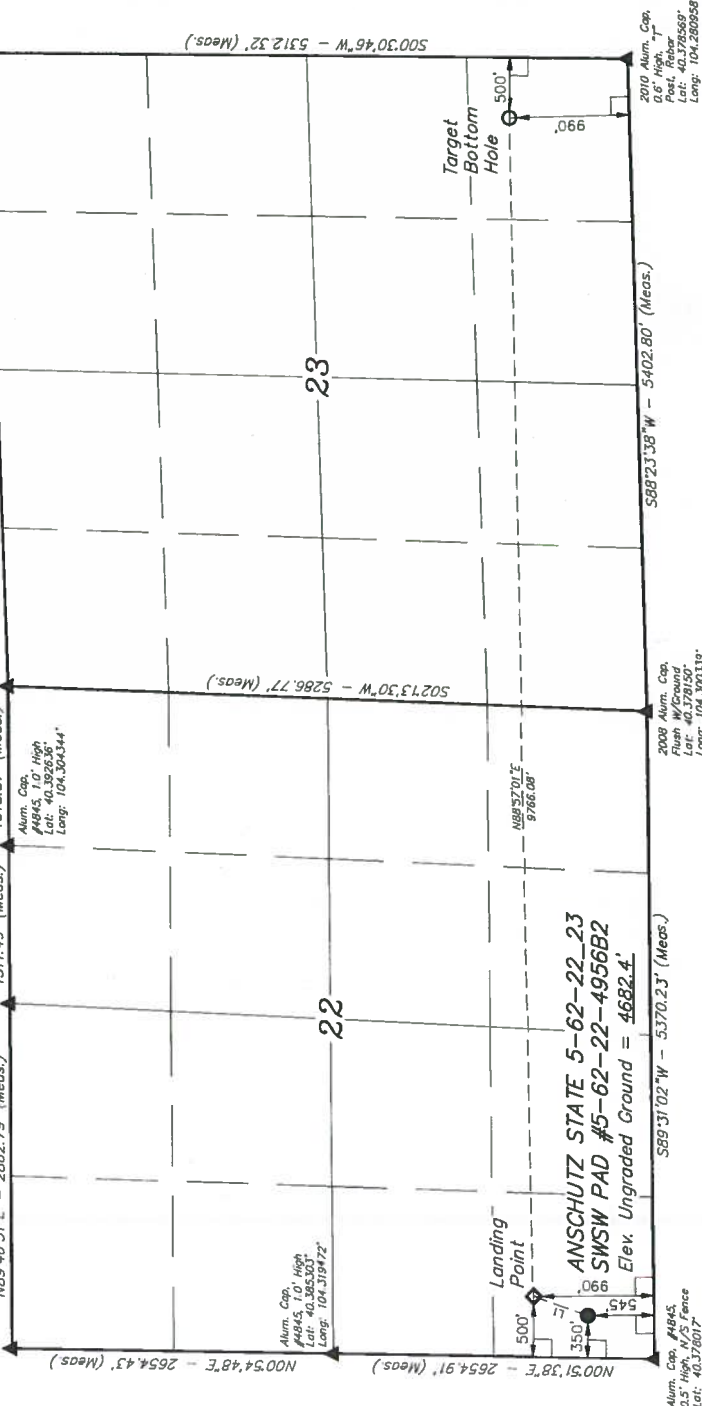 S00°30'46"W - 5312.32' (Meas.)
Alum. Cap,
#4845, 1.0' High
Lat: 40.392636°
Long: 104.304344°
S02°13'30"W - 5286.77' (Meas.)
23
Target
Bottom
Hole
500'
990'
2010 Alum. Cap,
0.6' High, "T"
Post, Rebar
Lat: 40.378569°
Long: 104.280958
N00°54'48"E - 2654.43' (Meas.)
Alum. Cap,
#4845, 1.0' High
Lat: 40.385303°
Long: 104.319472°
22
N88°57'01"E
9766.08'
S88°23'38"W - 5402.80' (Meas.)
2008 Alum. Cap,
Flush W/Ground
Lat: 40.378150°
N00°51'38"E - 2654.91' (Meas.)
Landing
Point
500'
L1
990'
350'
545'
ANSCHUTZ STATE 5-62-22_23
SWSW PAD #5-62-22-4956B2
Elev. Ungraded Ground = 4682.4'
S89°31'02"W - 5370.23' (Meas.)
Alum. Cap, #4845,
0.5' High, N/S Fence
Lat: 40.378017°